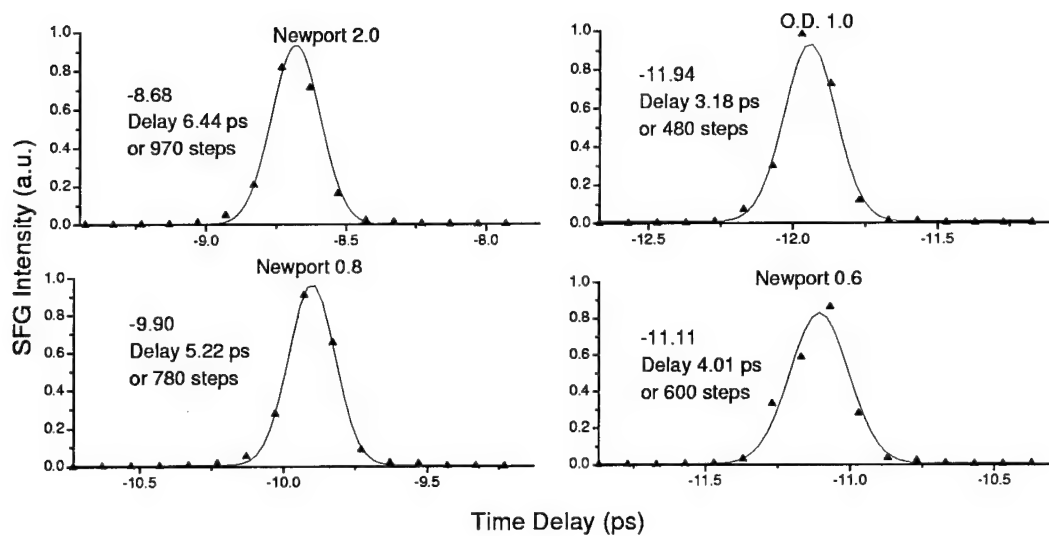 Newport 2.0
1.0
0.8
0.6
0.4
0.2
0.0
-8.68
Delay 6.44 ps
or 970 steps
-9.0
-8.5
-8.0
O.D. 1.0
1.0
0.8
0.6
0.4
0.2
0.0
-11.94
Delay 3.18 ps
or 480 steps
-12.5
-12.0
-11.5
SFG Intensity (a.u.)
Newport 0.8
1.0
0.8
0.6
0.4
0.2
0.0
-9.90
Delay 5.22 ps
or 780 steps
-10.5
-10.0
-9.5
Newport 0.6
1.0
0.8
0.6
0.4
0.2
0.0
-11.11
Delay 4.01 ps
or 600 steps
-11.5
-11.0
-10.5
Time Delay (ps)